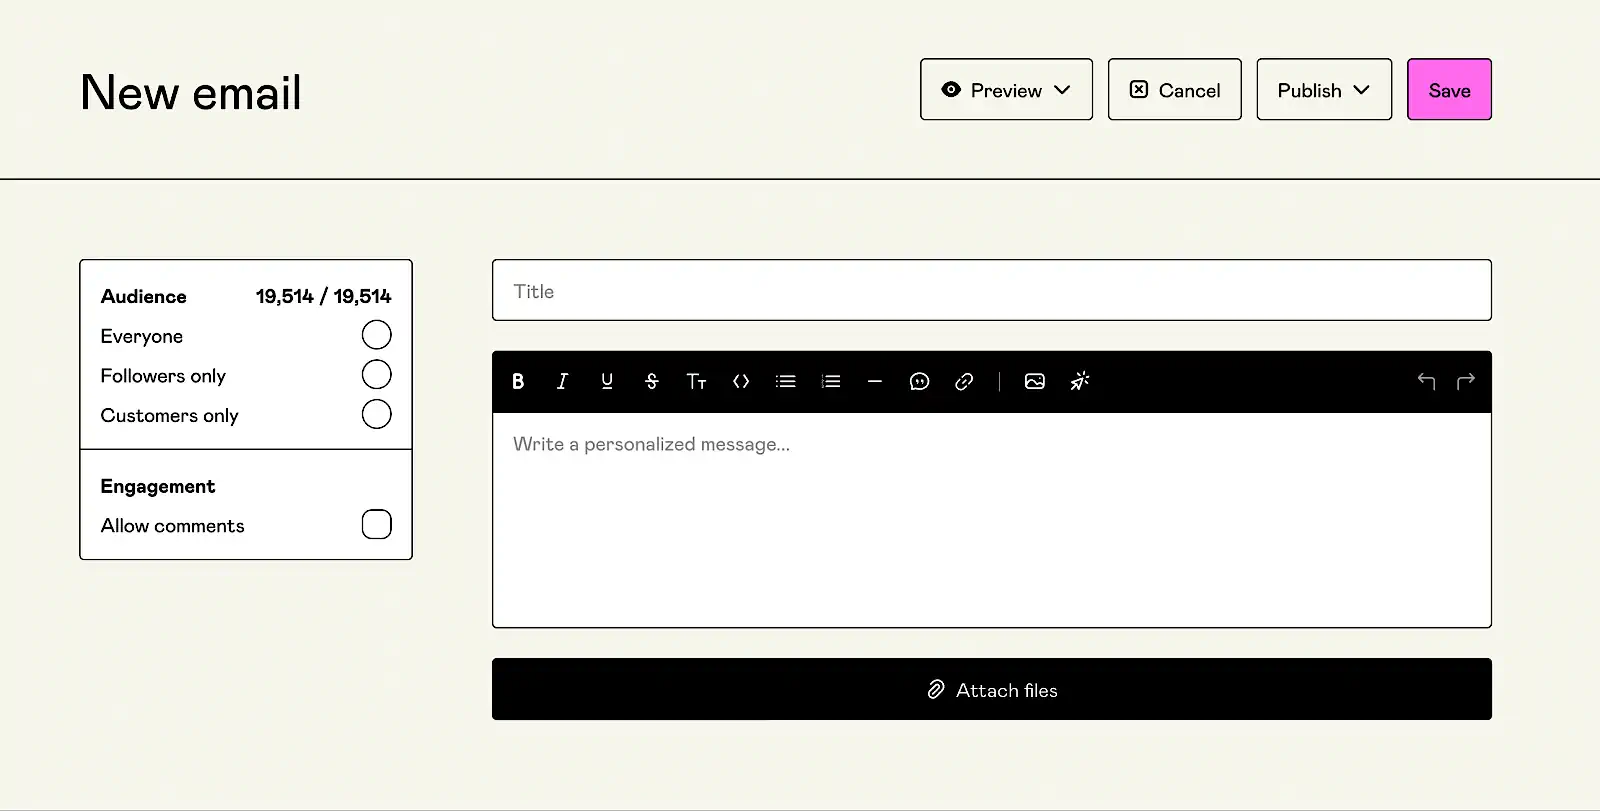 New email
Preview
Cancel
Publish
Save
Audience 19,514 / 19,514
Everyone
Followers only
Customers only
Engagement
Allow comments
Title
B I U S TT
Write a personalized message...
Attach files